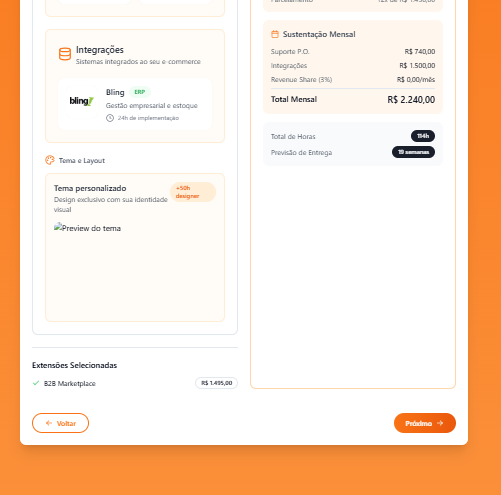 Integrações
Sistemas integrados ao seu e-commerce
bling!
Bling ERP
Gestão empresarial e estoque
24h de implementação
Tema e Layout
Tema personalizado
+50h designer
Design exclusivo com sua identidade
visual
Preview do tema
Extensões Selecionadas
B2B Marketplace R$ 1.495,00
Sustentação Mensal
Suporte P.O. R$ 740,00
Integrações R$ 1.500,00
Revenue Share (3%) R$ 0,00/mês
Total Mensal R$ 2.240,00
Total de Horas 114h
Previsão de Entrega 19 semanas
Voltar
Próximo